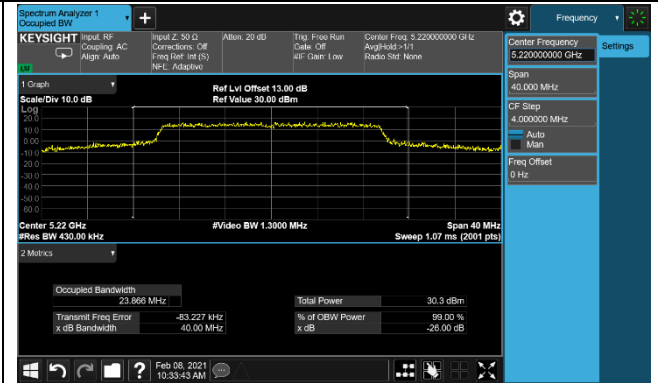 Spectrum Analyzer 1
Occupied BW
Frequency
KEYSIGHT
Input: RF
Coupling: AC
Align: Auto
Input Z: 50 Ω
Corrections: Off
Freq Ref: Int (S)
NFE: Adaptive
Atten: 20 dB
Trig: Free Run
Gate: Off
#IF Gain: Low
Center Freq: 5.220000000 GHz
Avg|Hold:>1/1
Radio Std: None
Center Frequency
5.220000000 GHz
Settings
Span
40.000 MHz
CF Step
4.000000 MHz
Auto
Man
Freq Offset
0 Hz
1 Graph
Scale/Div 10.0 dB
Ref Lvl Offset 13.00 dB
Ref Value 30.00 dBm
Log
20.0
10.0
0.00
-10.0
-20.0
-30.0
-40.0
-50.0
-60.0
Center 5.22 GHz
#Video BW 1.3000 MHz
Span 40 MHz
#Res BW 430.00 kHz
Sweep 1.07 ms (2001 pts)
2 Metrics
Occupied Bandwidth
23.866 MHz
Total Power 30.3 dBm
Transmit Freq Error -83.227 kHz
% of OBW Power 99.00 %
x dB Bandwidth 40.00 MHz
x dB -26.00 dB
Feb 08, 2021
10:33:43 AM